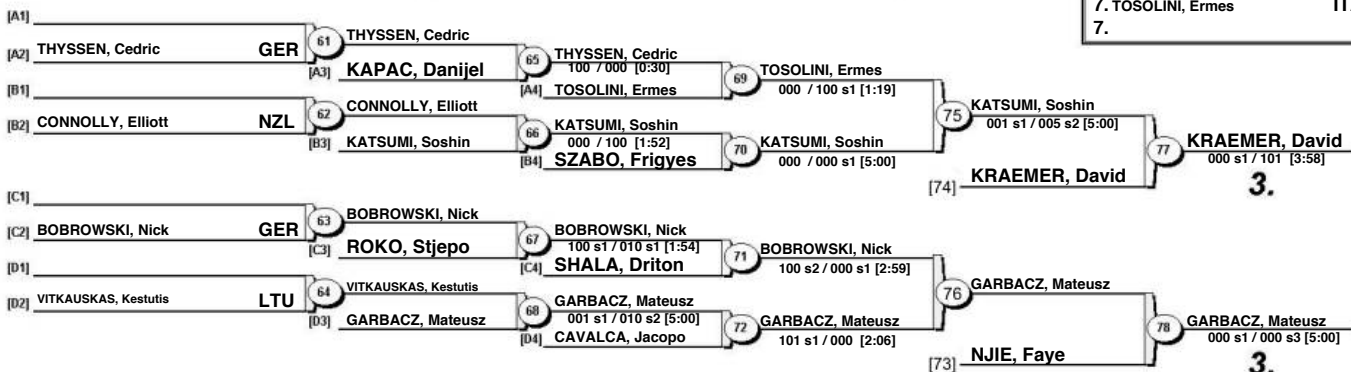 7. TOSOLINI, Ermes
7.
[A1]
[A2] THYSSEN, Cedric GER
61
THYSSEN, Cedric
[A3] KAPAC, Danijel
65
THYSSEN, Cedric
100 / 000 [0:30]
[A4] TOSOLINI, Ermes
69
TOSOLINI, Ermes
000 / 100 s1 [1:19]
[B1]
[B2] CONNOLLY, Elliott NZL
62
CONNOLLY, Elliott
[B3] KATSUMI, Soshin
66
KATSUMI, Soshin
000 / 100 [1:52]
[B4] SZABO, Frigyes
70
KATSUMI, Soshin
000 / 000 s1 [5:00]
75
KATSUMI, Soshin
001 s1 / 005 s2 [5:00]
[74] KRAEMER, David
77
KRAEMER, David
000 s1 / 101 [3:58]
3.
[C1]
[C2] BOBROWSKI, Nick GER
63
BOBROWSKI, Nick
[C3] ROKO, Stjepo
67
BOBROWSKI, Nick
100 s1 / 010 s1 [1:54]
[C4] SHALA, Driton
71
BOBROWSKI, Nick
100 s2 / 000 s1 [2:59]
[D1]
[D2] VITKAUSKAS, Kestutis LTU
64
VITKAUSKAS, Kestutis
[D3] GARBACZ, Mateusz
68
GARBACZ, Mateusz
001 s1 / 010 s2 [5:00]
[D4] CAVALCA, Jacopo
72
GARBACZ, Mateusz
101 s1 / 000 [2:06]
76
GARBACZ, Mateusz
[73] NJIE, Faye
78
GARBACZ, Mateusz
000 s1 / 000 s3 [5:00]
3.